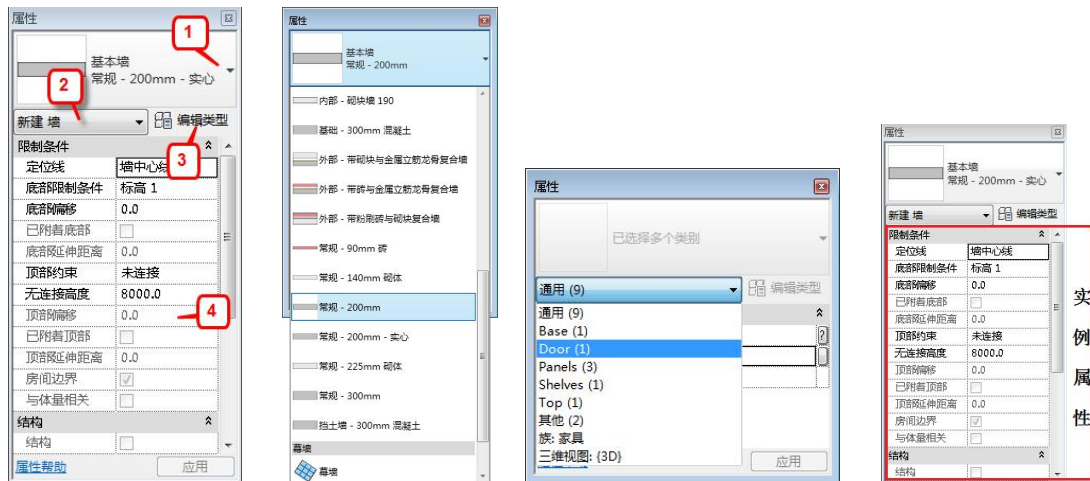 属性
1
基本墙
常规 - 200mm - 实心
2
新建 墙
编辑类型
3
限制条件
定位线 墙中心线
底部限制条件 标高 1
底部偏移 0.0
已附着底部
底部延伸距离 0.0
顶部约束 未连接
无连接高度 8000.0
顶部偏移 0.0
4
已附着顶部
顶部延伸距离 0.0
房间边界
与体量相关
结构
结构
属性帮助 应用
属性
基本墙
常规 - 200mm
内部 - 砌块墙 190
基础 - 300mm 混凝土
外部 - 带砌块与金属立筋龙骨复合墙
外部 - 带砖与金属立筋龙骨复合墙
外部 - 带粉刷砖与砌块复合墙
常规 - 90mm 砖
常规 - 140mm 砌体
常规 - 200mm
常规 - 200mm - 实心
常规 - 225mm 砌体
常规 - 300mm
挡土墙 - 300mm 混凝土
幕墙
幕墙
属性
已选择多个类别
通用 (9) 编辑类型
通用 (9)
Base (1)
Door (1)
Panels (3)
Shelves (1)
Top (1)
其他 (2)
族: 家具
三维视图: {3D}
应用
属性
基本墙
常规 - 200mm - 实心
新建 墙 编辑类型
限制条件
定位线 墙中心线
底部限制条件 标高 1
底部偏移 0.0
已附着底部
底部延伸距离 0.0
顶部约束 未连接
无连接高度 8000.0
顶部偏移 0.0
已附着顶部
顶部延伸距离 0.0
房间边界
与体量相关
结构
结构
实
例
属
性